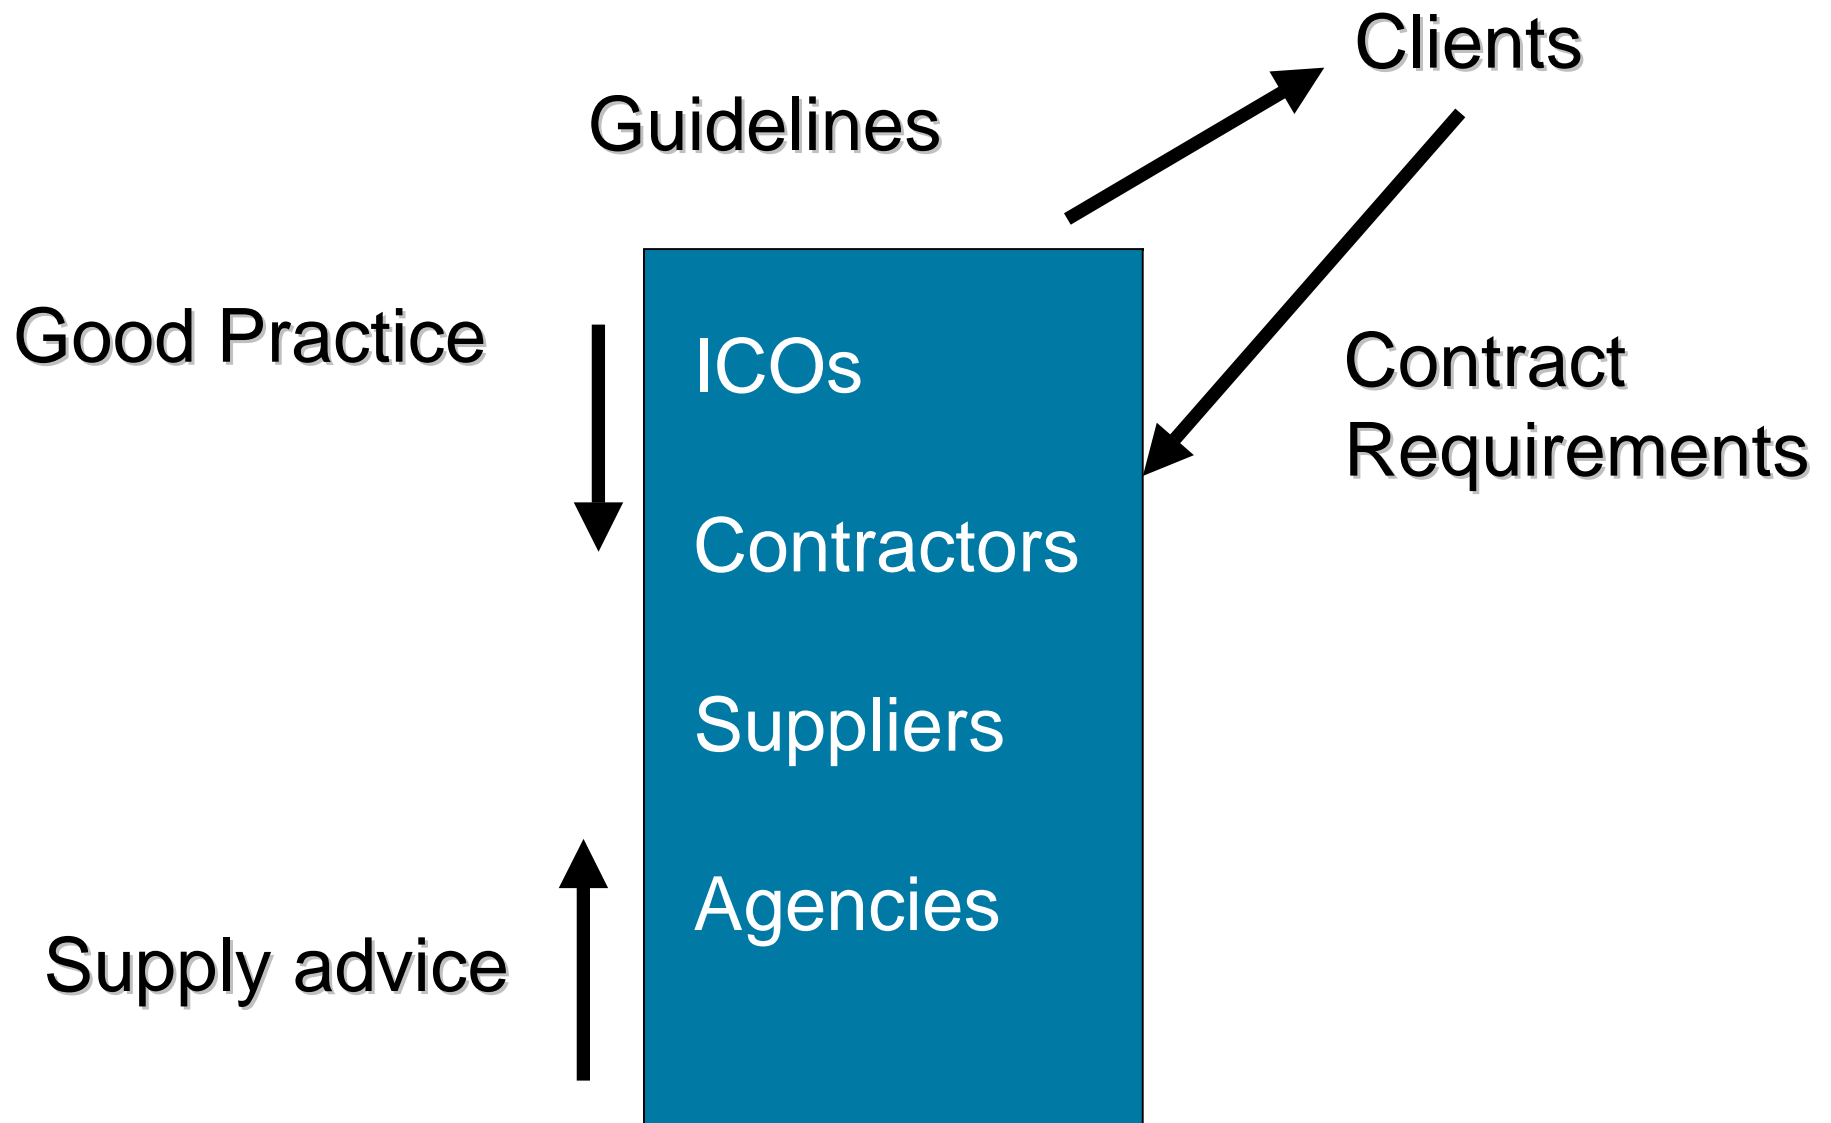 Clients
Guidelines
Good Practice
ICOs
Contract
Requirements
Contractors
Suppliers
Agencies
Supply advice